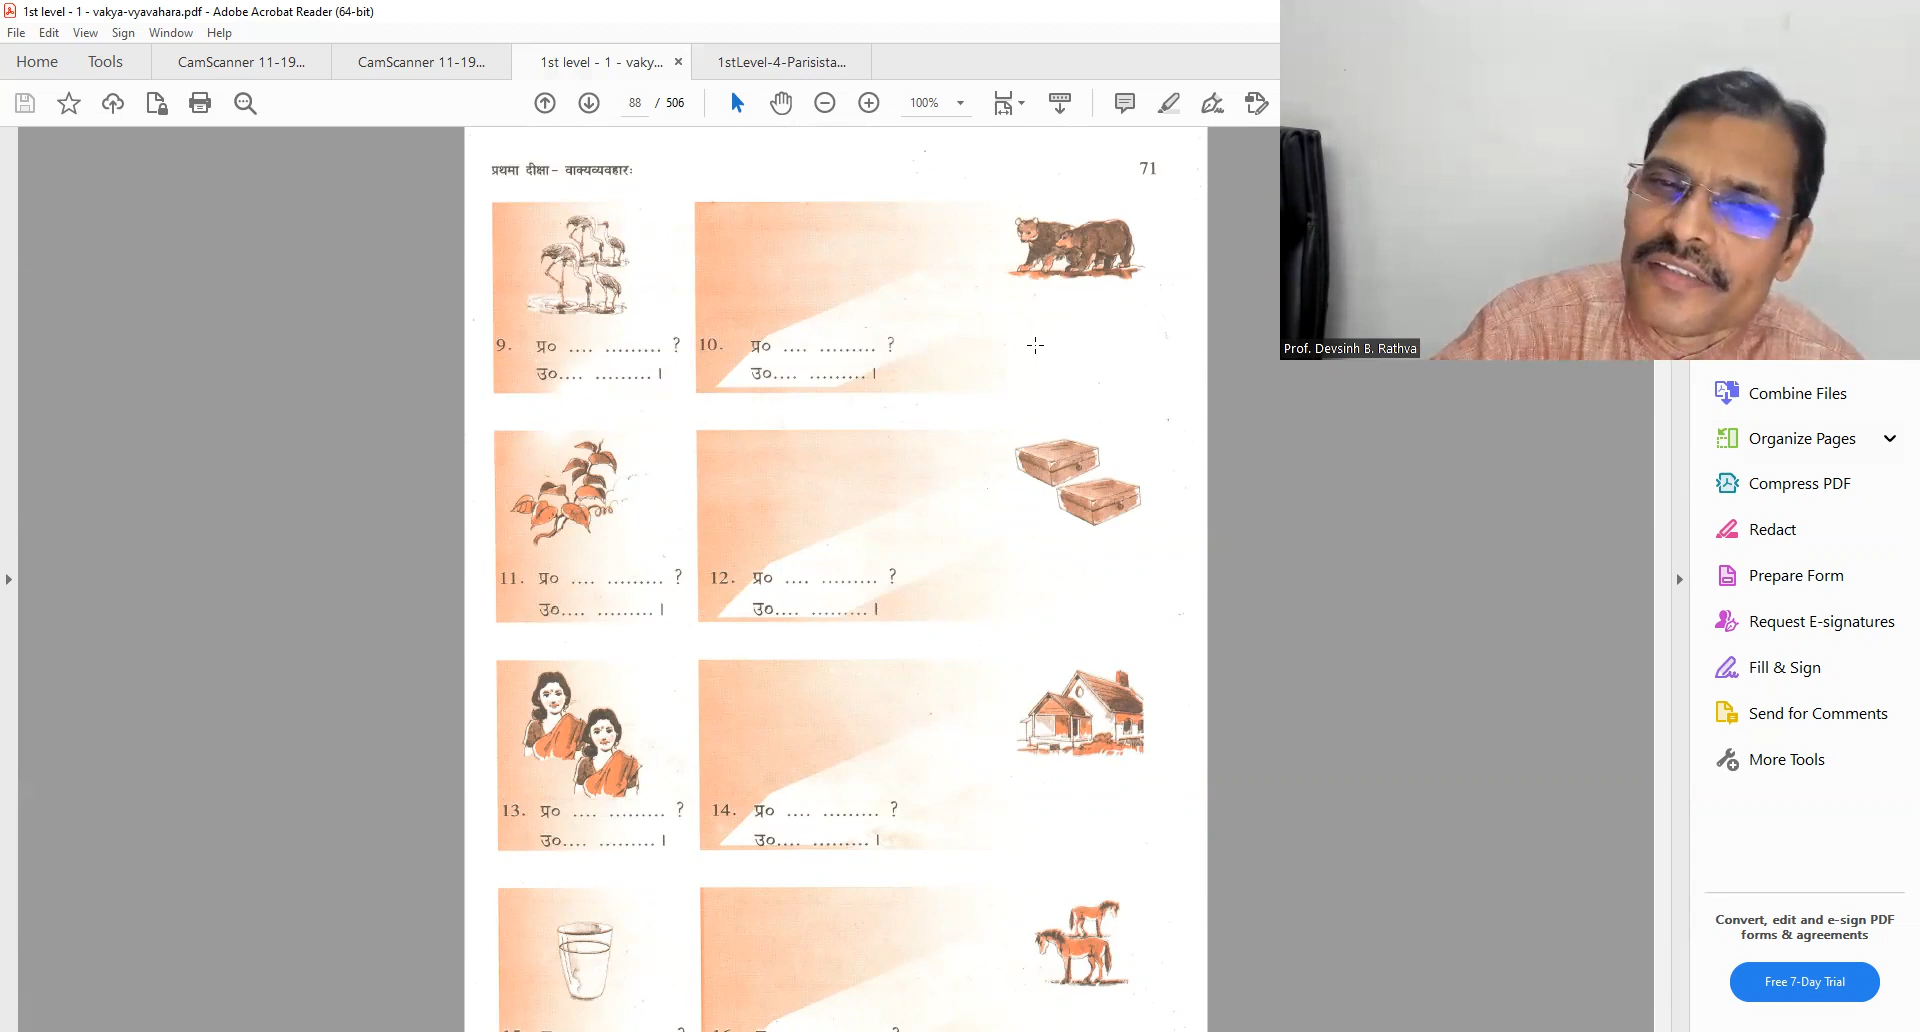 1st level - 1 - vakya-vyavahara.pdf - Adobe Acrobat Reader (64-bit)
File Edit View Sign Window Help
Home Tools CamScanner 11-19... CamScanner 11-19... 1st level - 1 - vaky... 1stLevel-4-Parisista...
88 / 506 100%
प्रथमा दीक्षा - वाक्यव्यवहारः 71
9. प्र० .... ......... ? 10. प्र० .... ......... ?
उ०.... ......... । उ०.... ......... ।
11. प्र० .... ......... ? 12. प्र० .... ......... ?
उ०.... ......... । उ०.... ......... ।
13. प्र० .... ......... ? 14. प्र० .... ......... ?
उ०.... ......... । उ०.... ......... ।
Prof. Devsinh B. Rathva
Combine Files
Organize Pages
Compress PDF
Redact
Prepare Form
Request E-signatures
Fill & Sign
Send for Comments
More Tools
Convert, edit and e-sign PDF
forms & agreements
Free 7-Day Trial